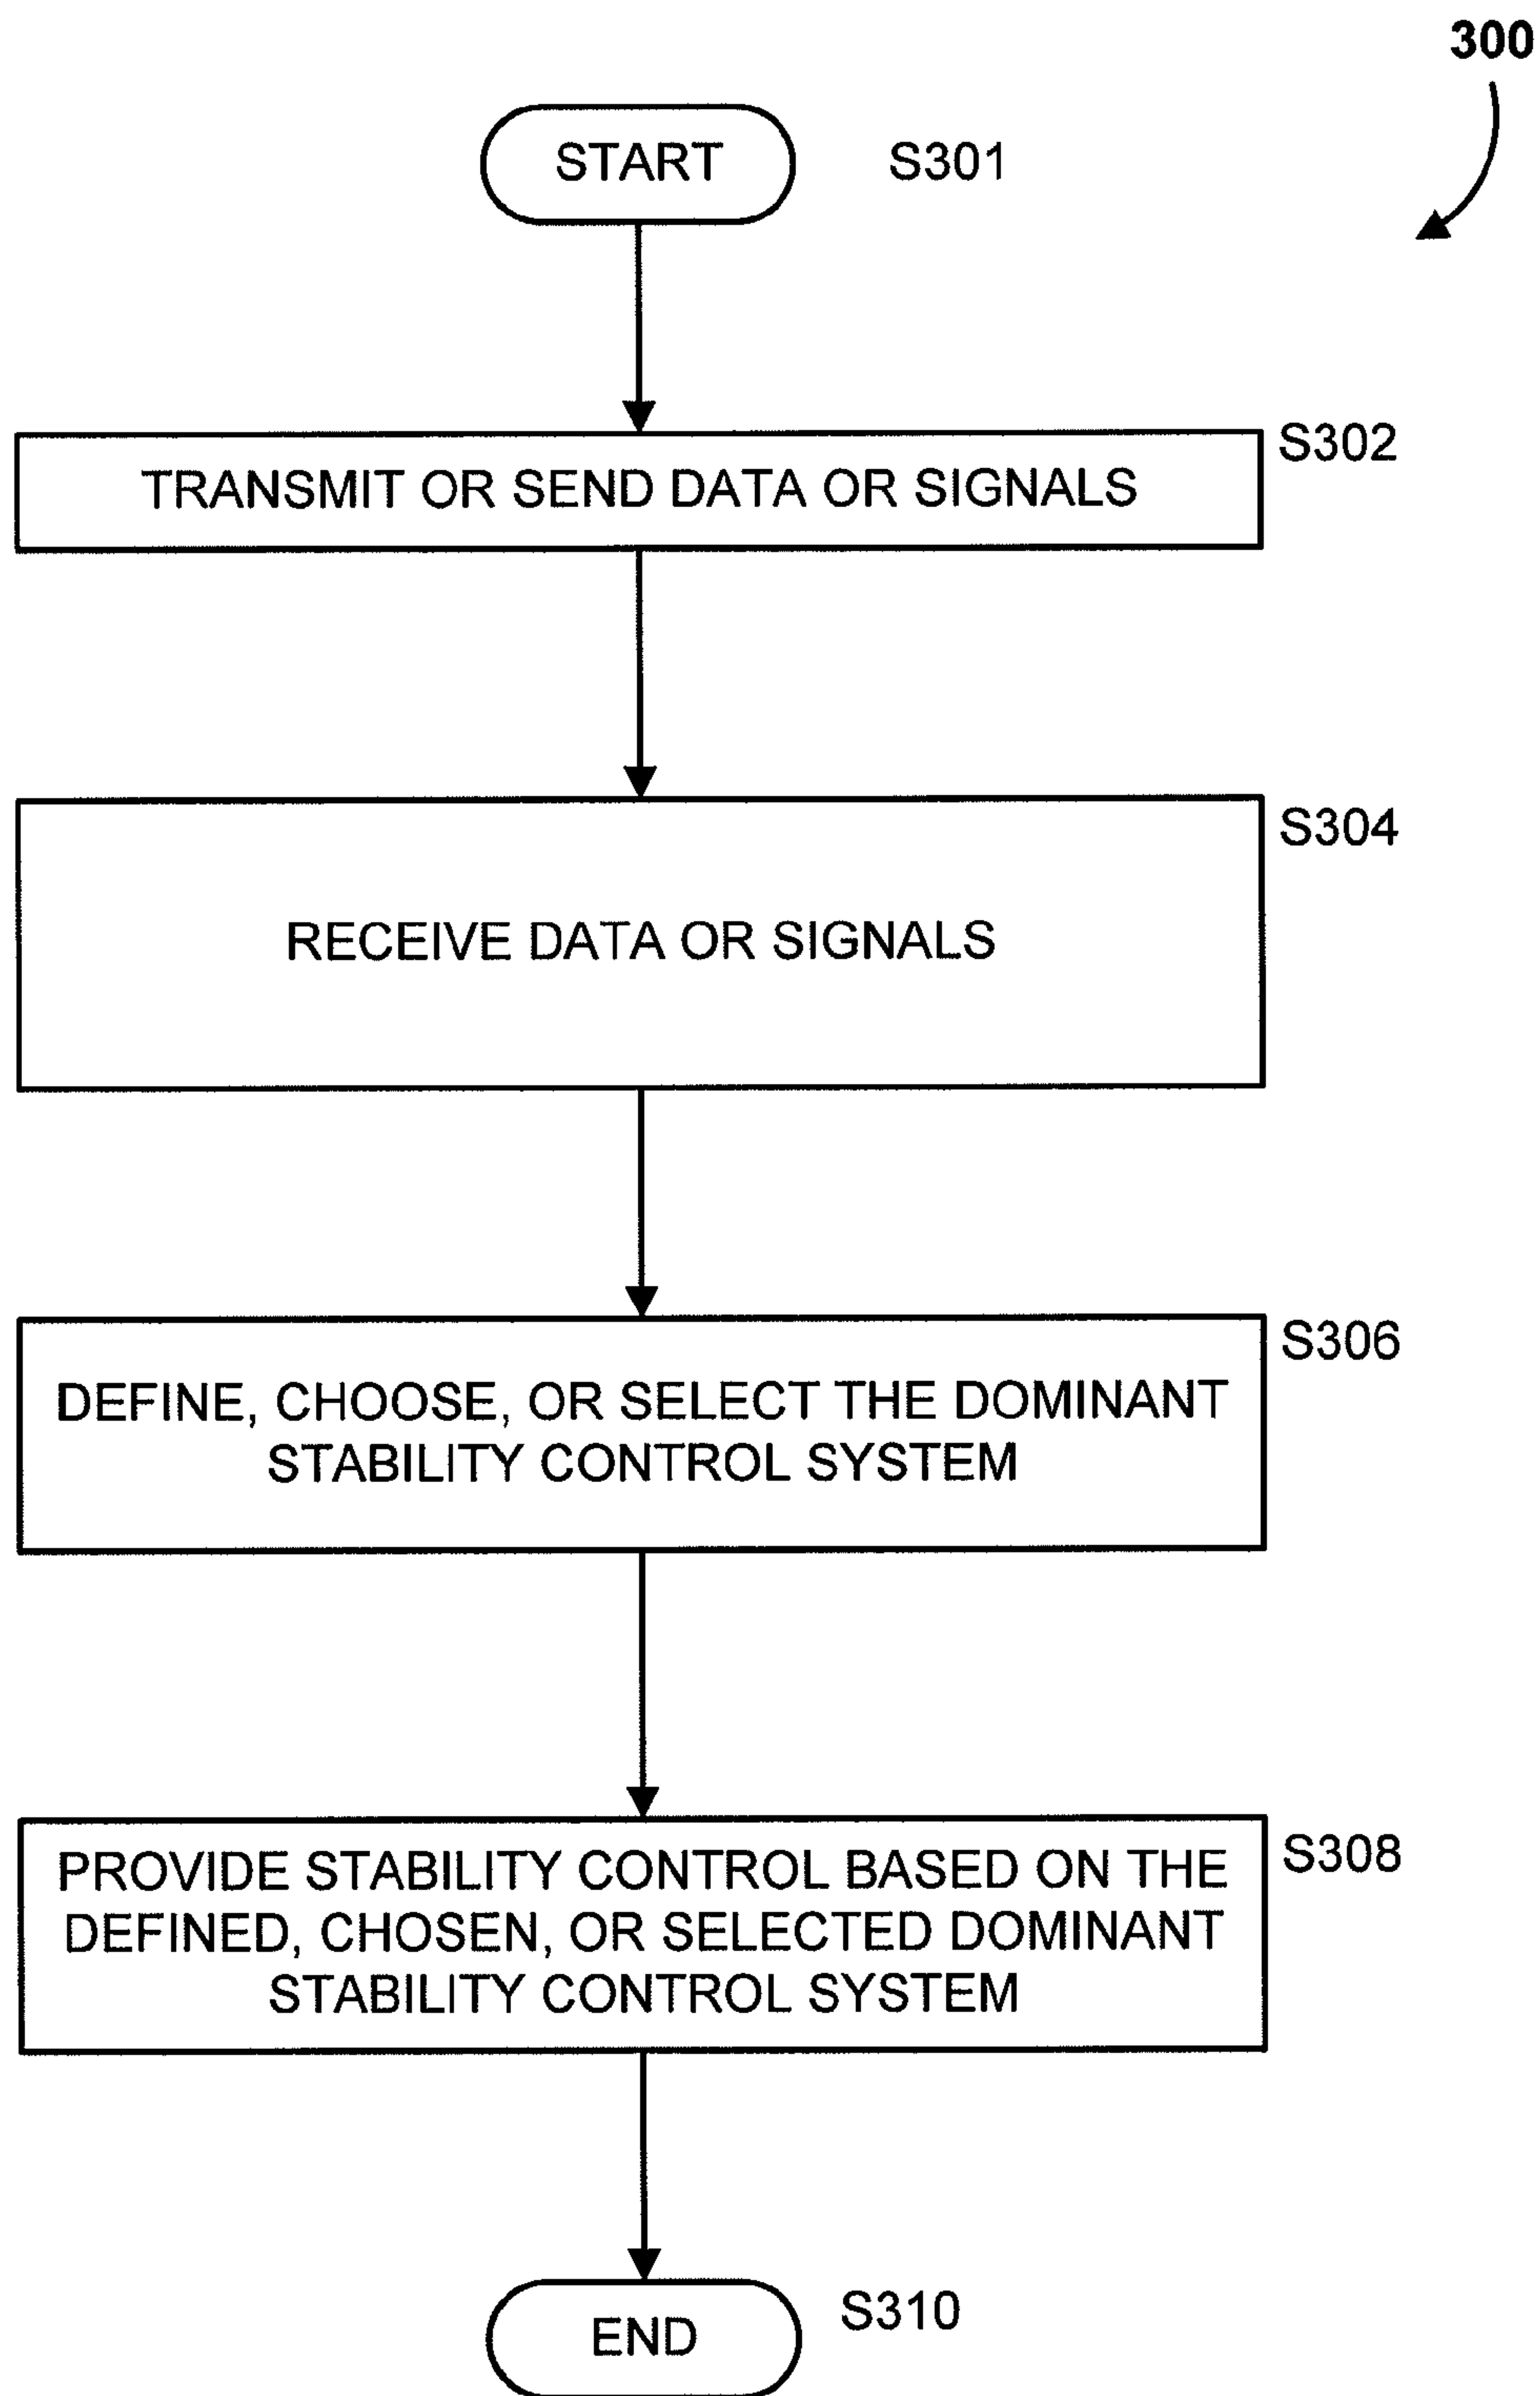 300
START
S301
S302
TRANSMIT OR SEND DATA OR SIGNALS
S304
RECEIVE DATA OR SIGNALS
S306
DEFINE, CHOOSE, OR SELECT THE DOMINANT
STABILITY CONTROL SYSTEM
S308
PROVIDE STABILITY CONTROL BASED ON THE
DEFINED, CHOSEN, OR SELECTED DOMINANT
STABILITY CONTROL SYSTEM
S310
END